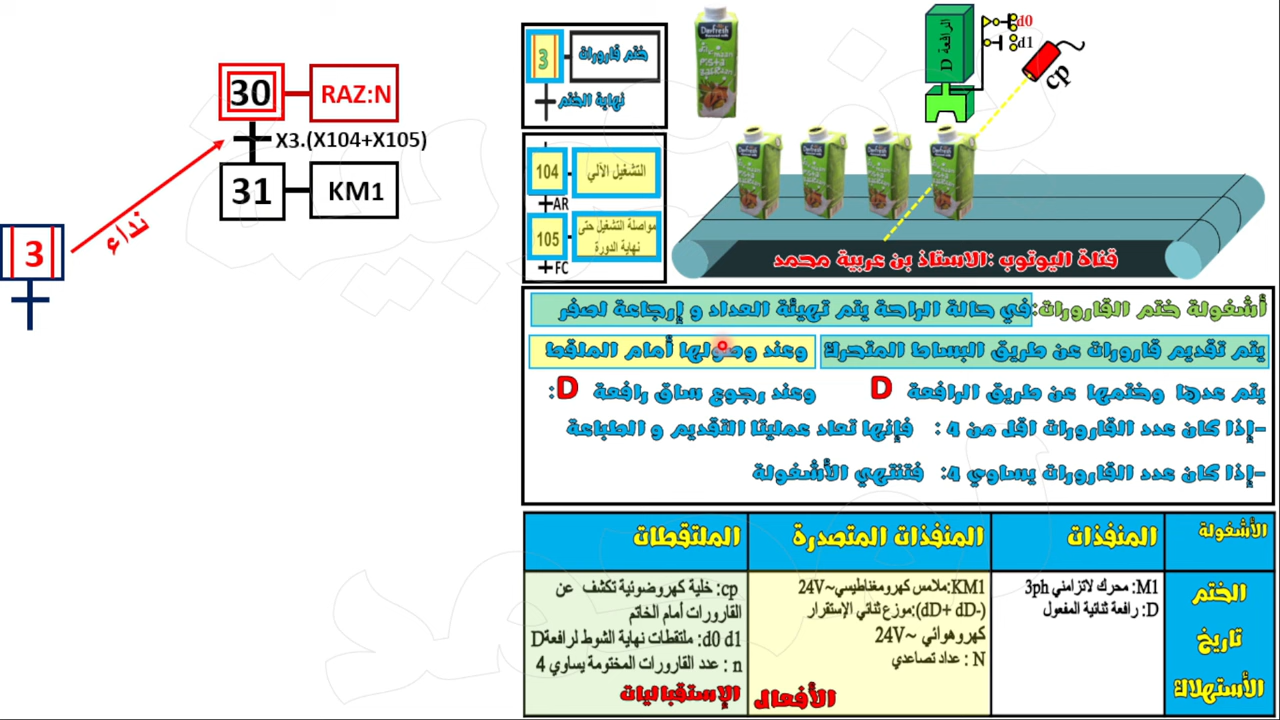 30
RAZ:N
X3.(X104+X105)
31
KM1
نداء
3
3
ختم قارورات
نهاية الختم
104
التشغيل الآلي
AR
105
مواصلة التشغيل حتى
نهاية الدورة
FC
الرافعة D
d0
d1
cp
قناة اليوتوب :الاستاذ بن عربية محمد
أشغولة ختم القارورات:في حالة الراحة يتم تهيئة العداد و إرجاعة لصفر
يتم تقديم قارورات عن طريق البساط المتحرك وعند وصولها أمام الملقط
يتم عدها وختمها عن طريق الرافعة D وعند رجوع ساق رافعة D:
-إذا كان عدد القارورات اقل من 4 : فإنها تعاد عمليتا التقديم و الطباعة
-إذا كان عدد القارورات يساوي 4: فتنتهي الأشغولة
الأشغولة المنفذات المنفذات المتصدرة الملتقطات
الختم
تاريخ
الأستهلاك
M1: محرك لاتزامني 3ph
D: رافعة ثنائية المفعول
KM1:ملامس كهرومغناطيسي~24V
(dD+ dD-):موزع ثنائي الإستقرار
كهروهوائي ~24V
N : عداد تصاعدي
الأفعال
cp: خلية كهروضوئية تكشف عن
القارورات أمام الخاتم
d0 d1: ملتقطات نهاية الشوط لرافعةD
n : عدد القارورات المختومة يساوي 4
الإستقباليات